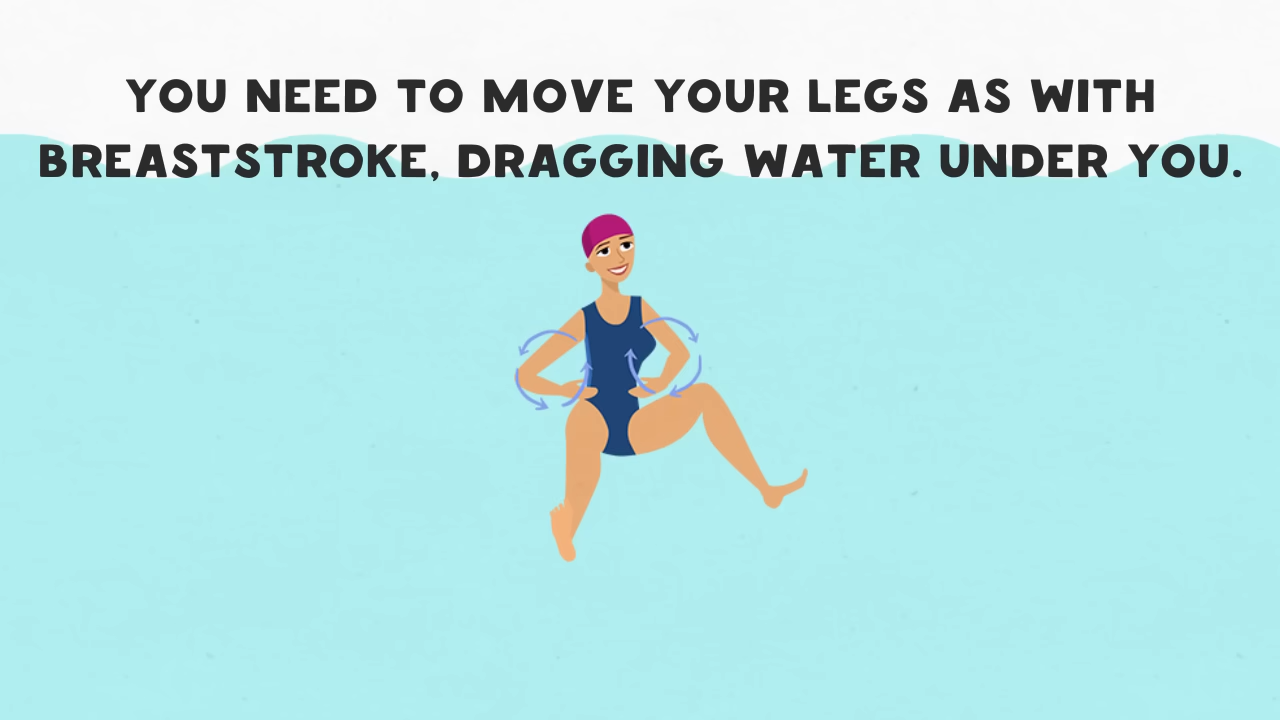 YOU NEED TO MOVE YOUR LEGS AS WITH
BREASTSTROKE, DRAGGING WATER UNDER YOU.